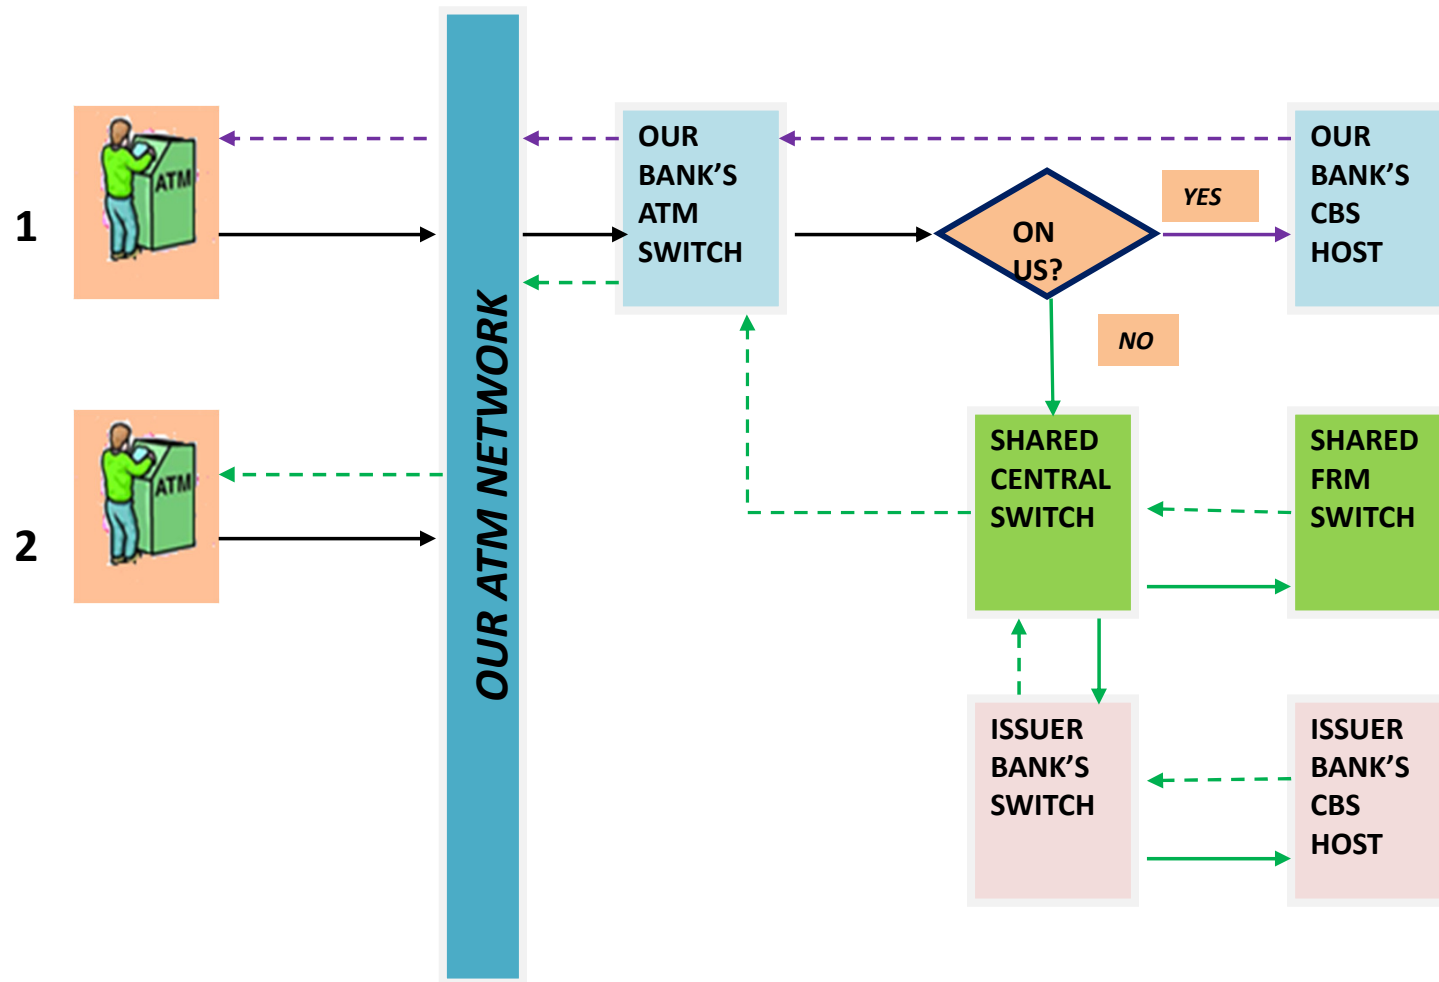 1
ATM
OUR
BANK’S
ATM
SWITCH
ON
US?
YES
OUR
BANK’S
CBS
HOST
NO
OUR ATM NETWORK
2
ATM
SHARED
CENTRAL
SWITCH
SHARED
FRM
SWITCH
ISSUER
BANK’S
SWITCH
ISSUER
BANK’S
CBS
HOST